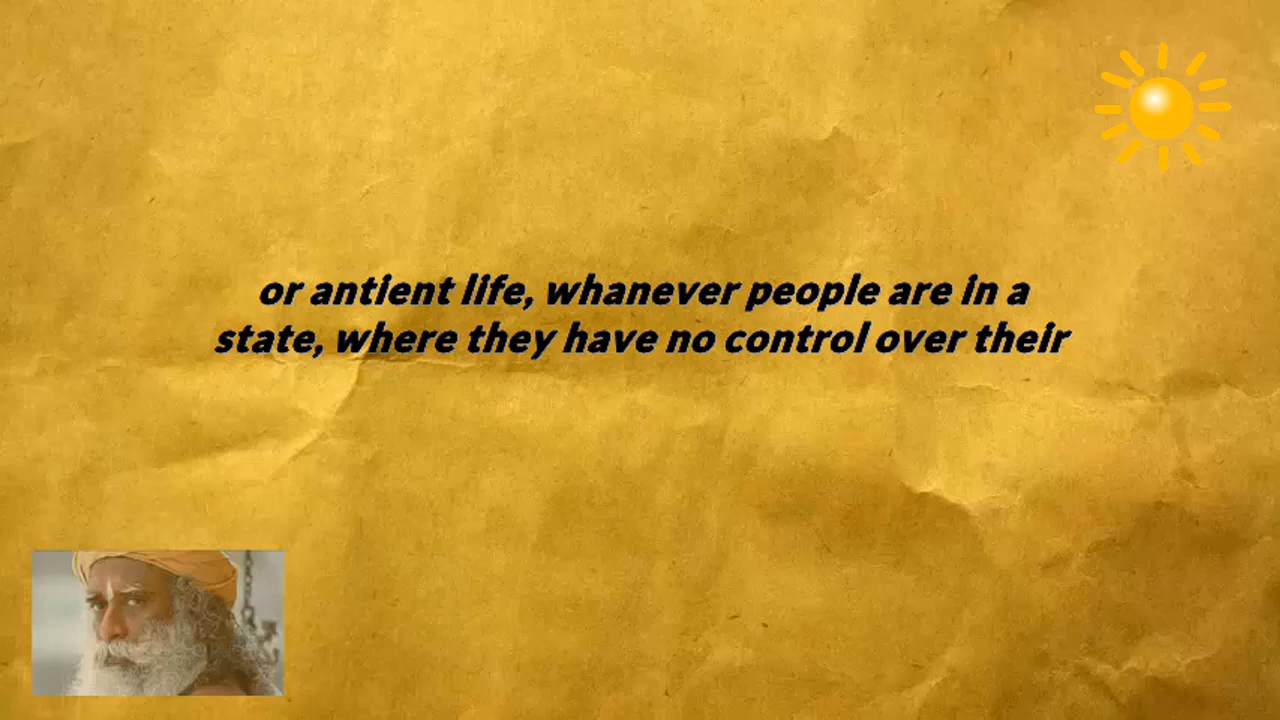 or antient life, whanever people are in a
state, where they have no control over their